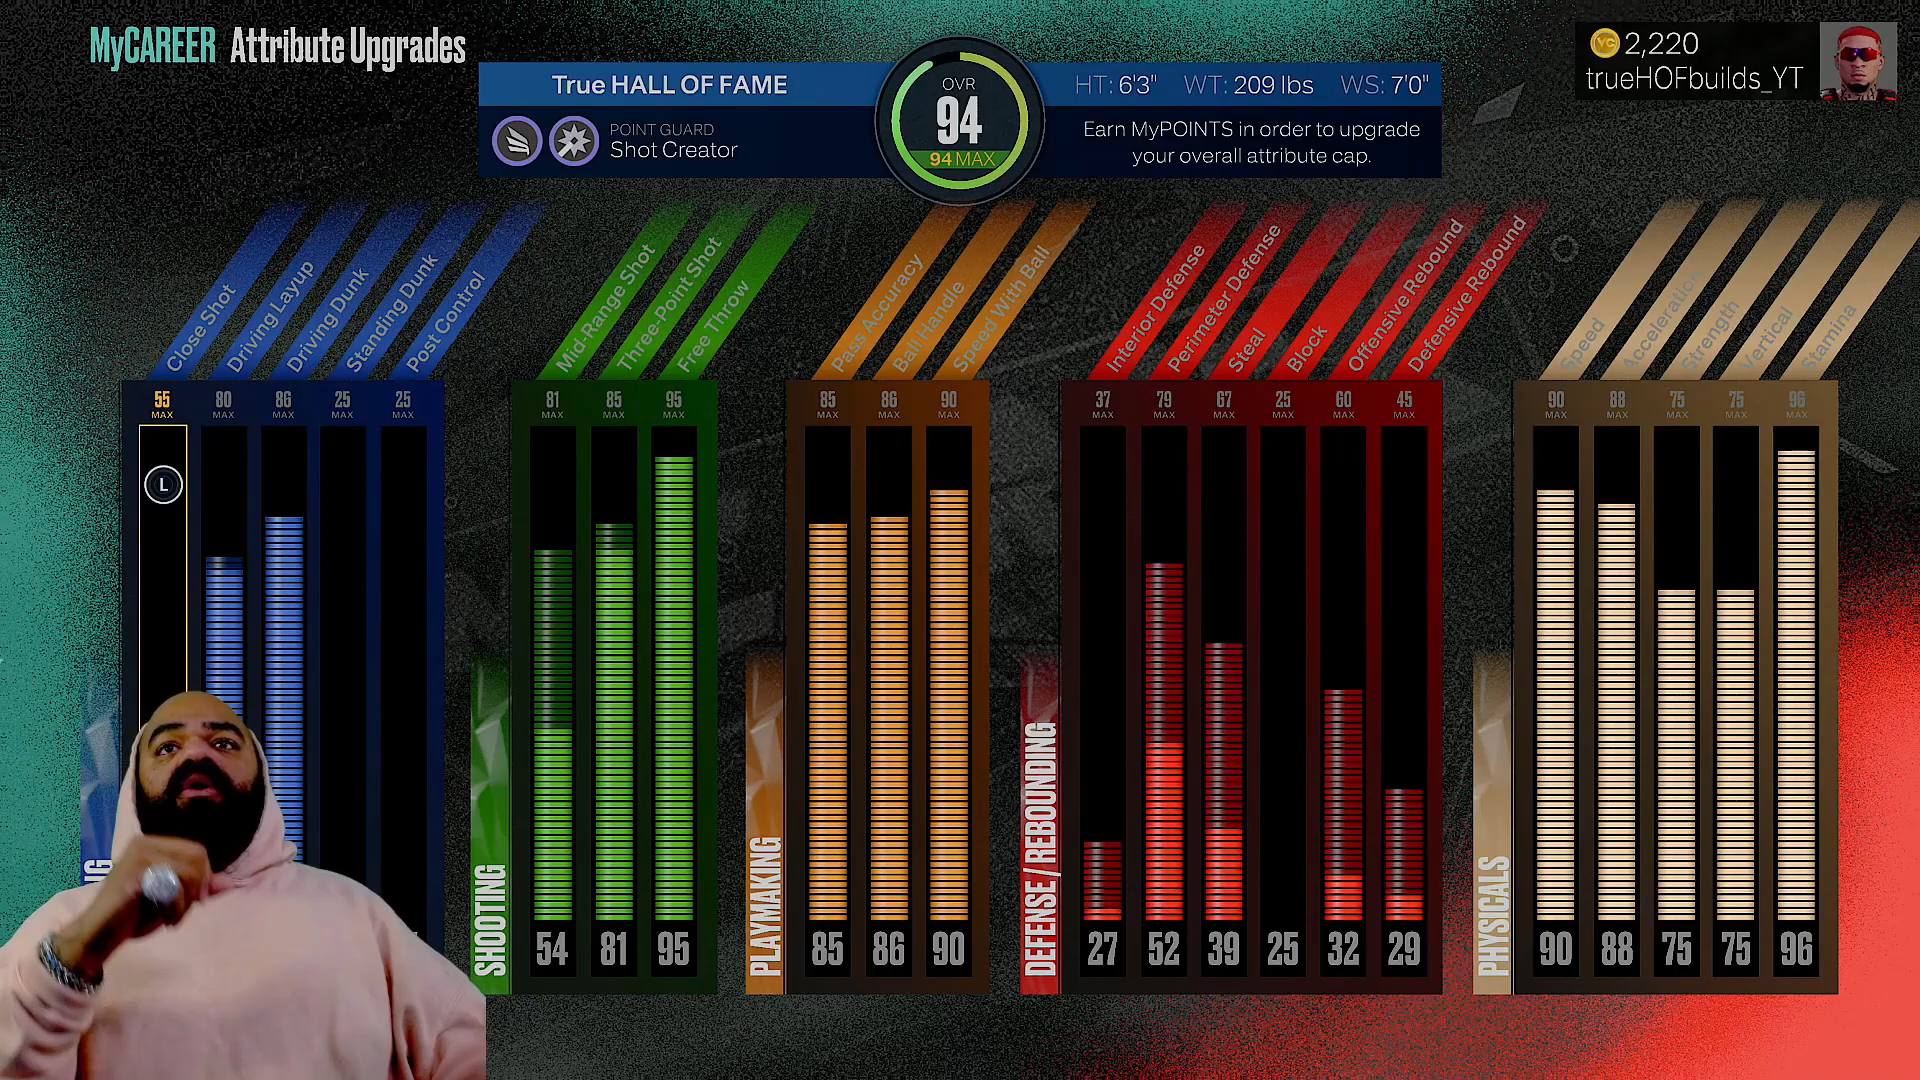 MyCAREER Attribute Upgrades
True HALL OF FAME
POINT GUARD
Shot Creator
OVR
94
94 MAX
HT: 6'3" WT: 209 lbs WS: 7'0"
Earn MyPOINTS in order to upgrade
your overall attribute cap.
VC 2,220
trueHOFbuilds_YT
Close Shot
Driving Layup
Driving Dunk
Standing Dunk
Post Control
Mid-Range Shot
Three-Point Shot
Free Throw
Pass Accuracy
Ball Handle
Speed With Ball
Interior Defense
Perimeter Defense
Steal
Block
Offensive Rebound
Defensive Rebound
Speed
Acceleration
Strength
Vertical
Stamina
55 80 86 25 25
MAX MAX MAX MAX MAX
81 85 95
MAX MAX MAX
85 86 90
MAX MAX MAX
37 79 67 25 60 45
MAX MAX MAX MAX MAX MAX
90 88 75 75 96
MAX MAX MAX MAX MAX
L
SHOOTING
54 81 95
PLAYMAKING
85 86 90
DEFENSE/REBOUNDING
27 52 39 25 32 29
PHYSICALS
90 88 75 75 96